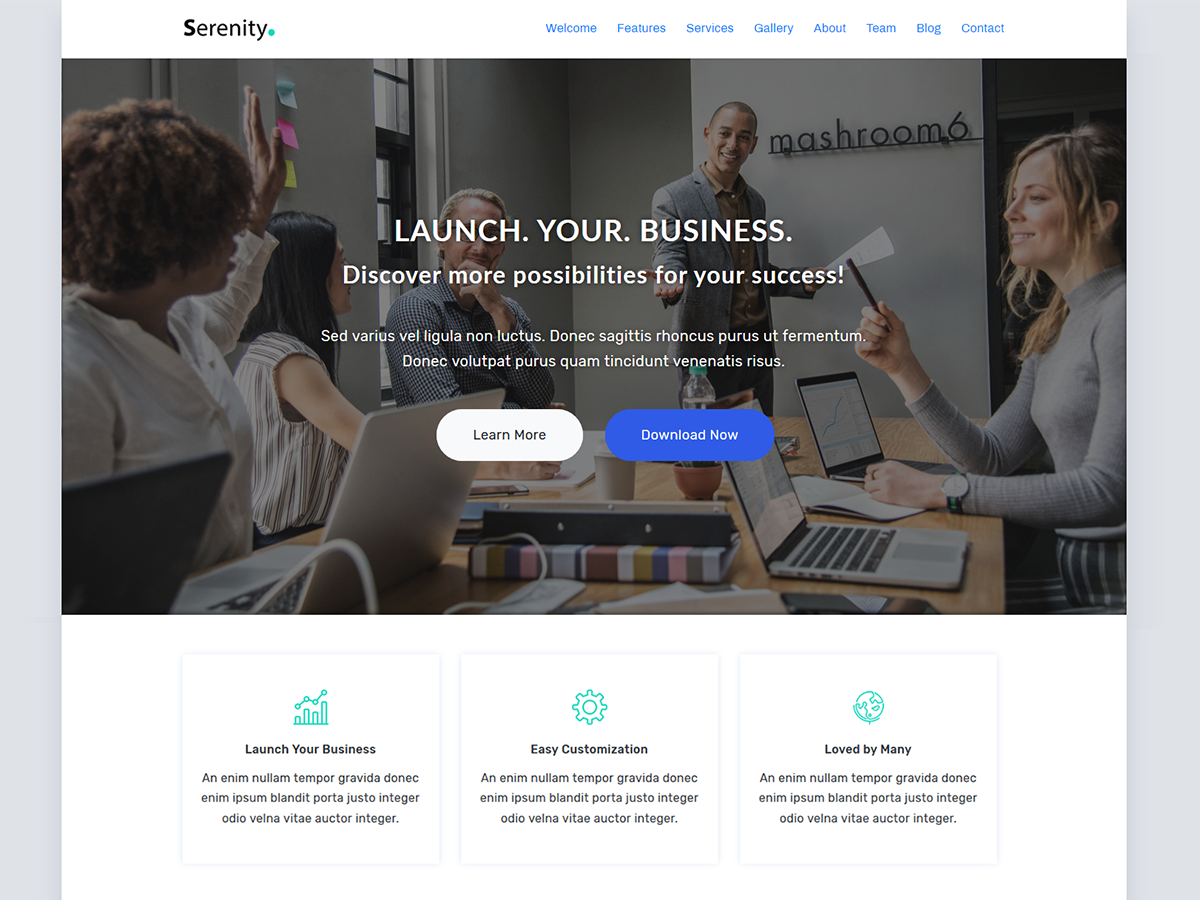 Serenity.
Welcome Features Services Gallery About Team Blog Contact
mashroom6
LAUNCH. YOUR. BUSINESS.
Discover more possibilities for your success!
Sed varius vel ligula non luctus. Donec sagittis rhoncus purus ut fermentum.
Donec volutpat purus quam tincidunt venenatis risus.
Learn More Download Now
Launch Your Business
An enim nullam tempor gravida donec
enim ipsum blandit porta justo integer
odio velna vitae auctor integer.
Easy Customization
An enim nullam tempor gravida donec
enim ipsum blandit porta justo integer
odio velna vitae auctor integer.
Loved by Many
An enim nullam tempor gravida donec
enim ipsum blandit porta justo integer
odio velna vitae auctor integer.